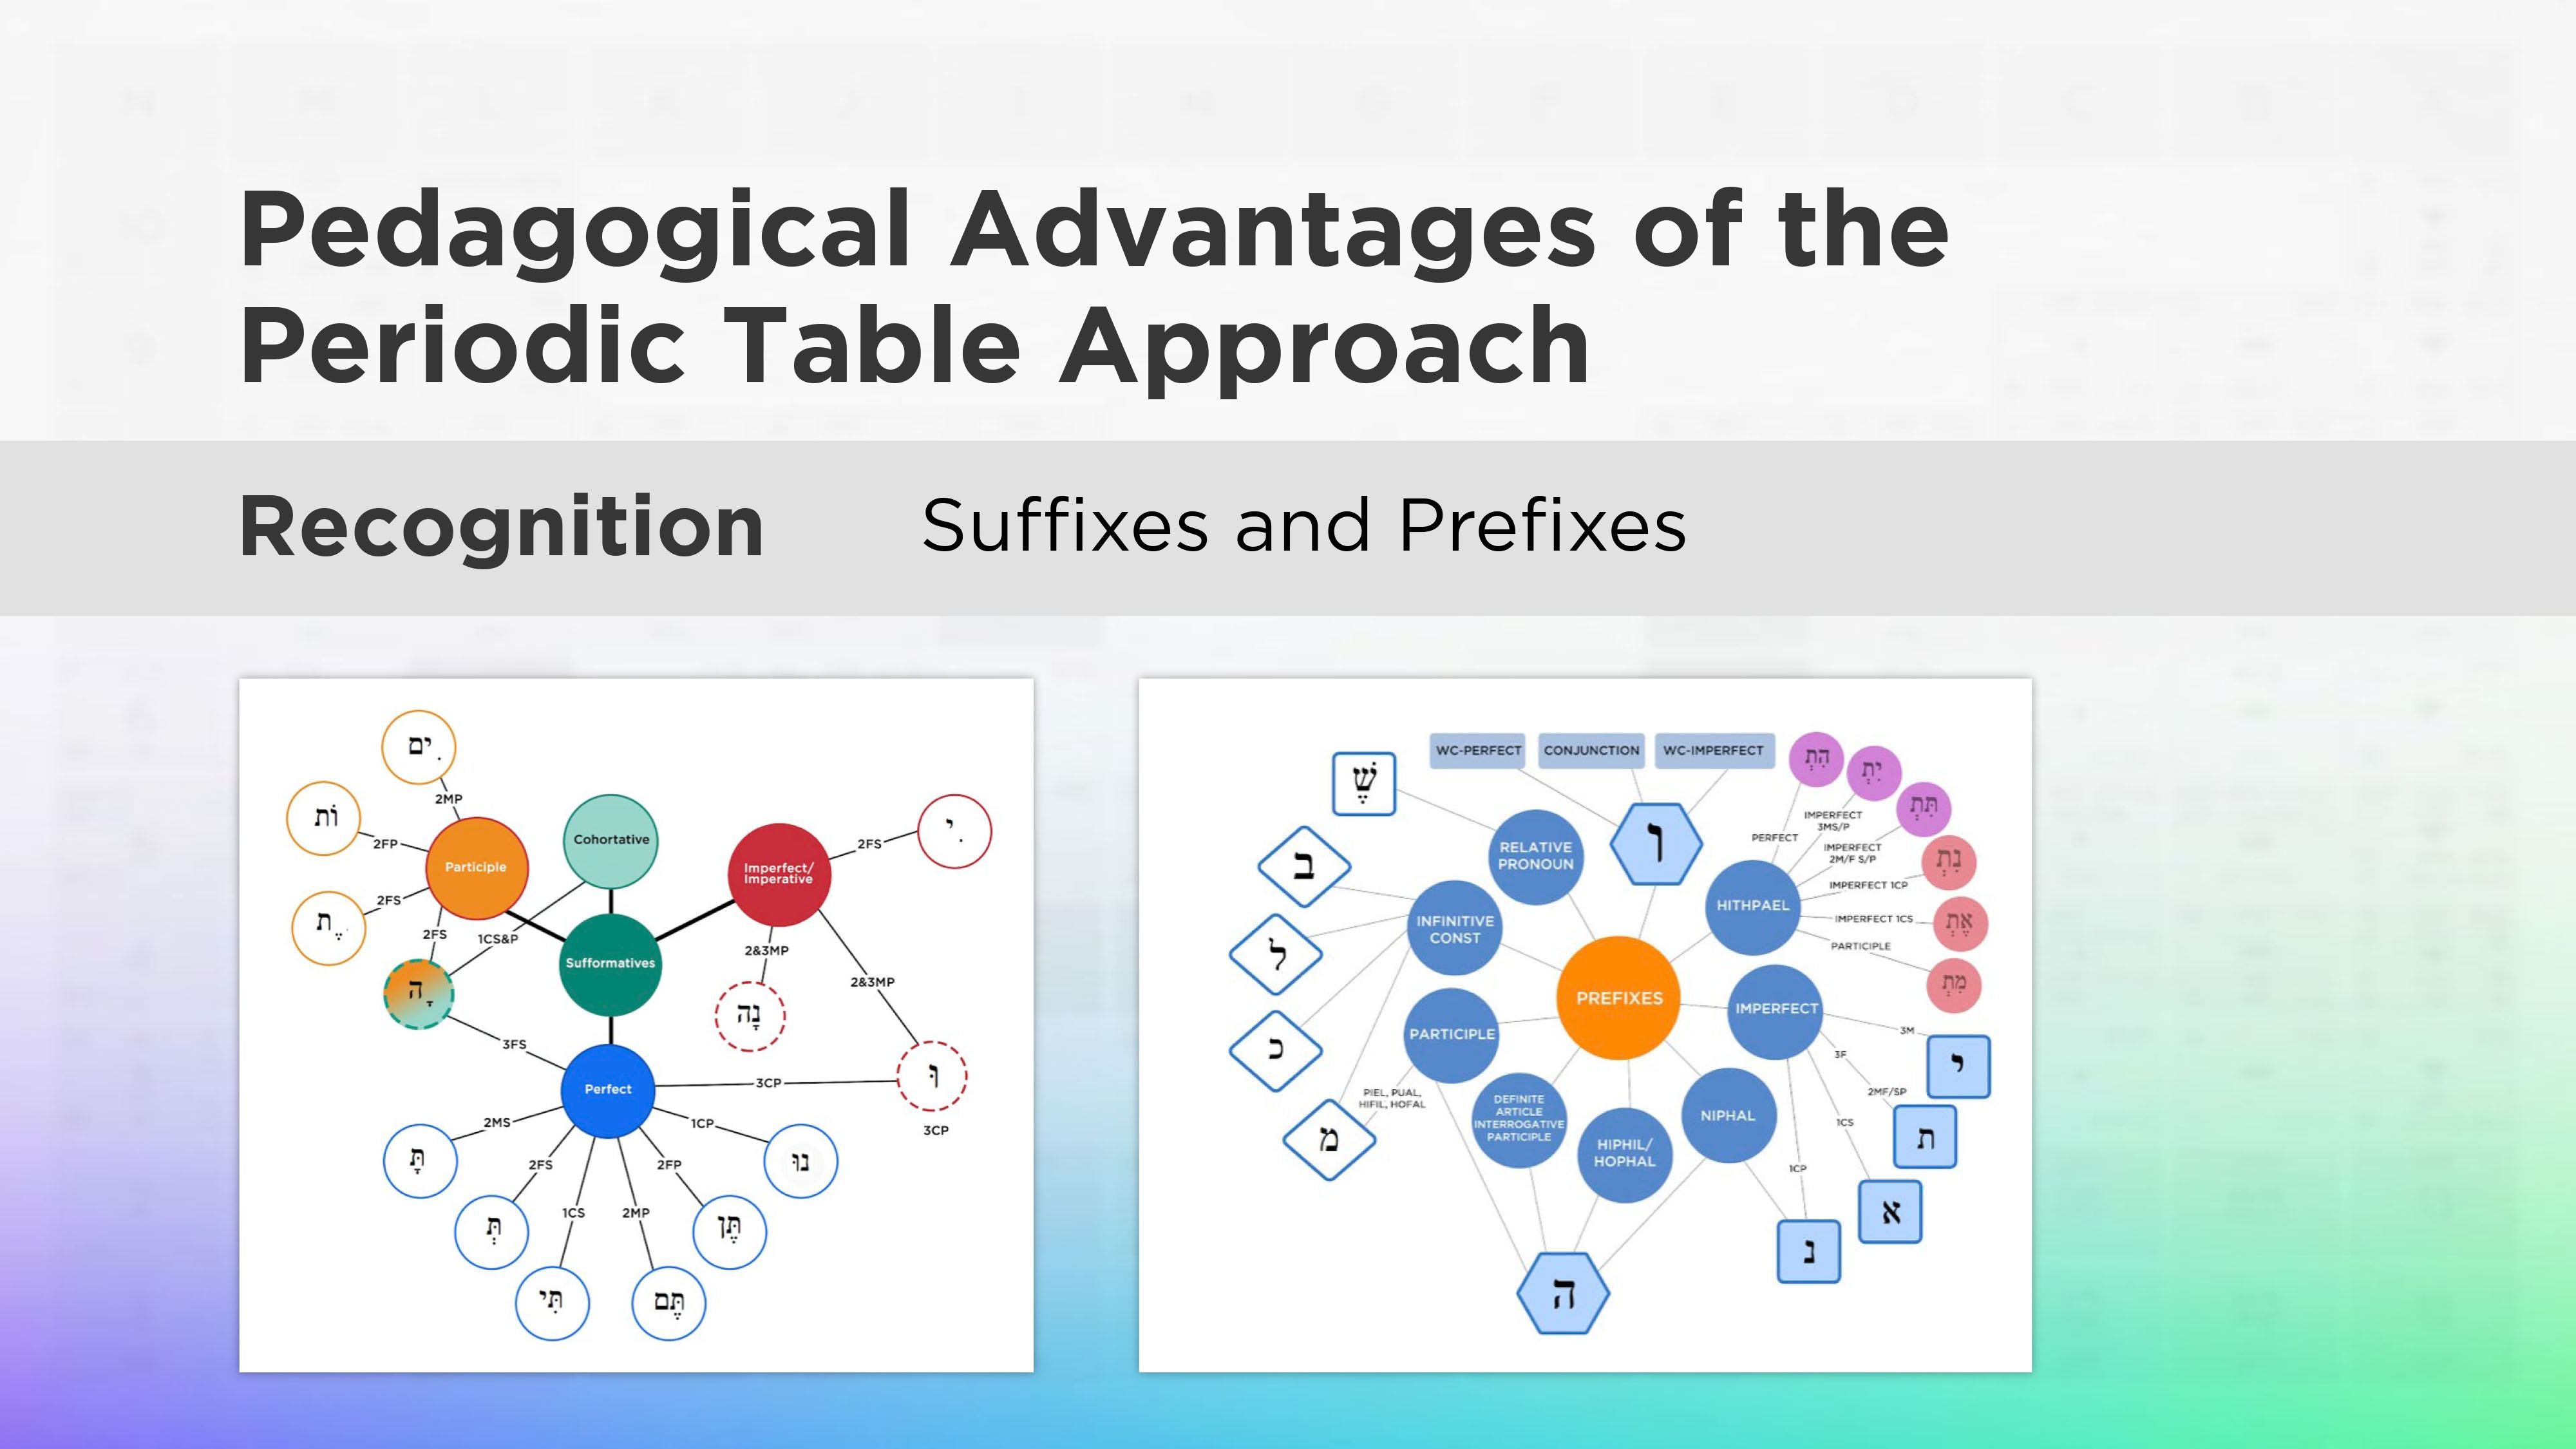 Pedagogical Advantages of the
Periodic Table Approach
Recognition
Suffixes and Prefixes
ִים
2MP
וֹת
2FP
Participle
ֶ ֶת
2FS
2FS
1CS&P
ָה
Cohortative
Sufformatives
Imperfect/
Imperative
2FS
ִי
2&3MP
נָה
2&3MP
וּ
3CP
3CP
3FS
Perfect
2MS
תָּ
2FS
תְּ
1CS
תִּי
2MP
תֶּם
2FP
תֶּן
1CP
נוּ
WC-PERFECT
CONJUNCTION
WC-IMPERFECT
ו
שֶׁ
RELATIVE
PRONOUN
ב
ל
כ
מ
INFINITIVE
CONST
PARTICIPLE
PIEL, PUAL,
HIFIL, HOFAL
DEFINITE
ARTICLE
INTERROGATIVE
PARTICIPLE
HIPHIL/
HOPHAL
NIPHAL
PREFIXES
HITHPAEL
PERFECT
הִתְ
IMPERFECT
3MS/P
יִתְ
IMPERFECT
2M/F S/P
תִּתְ
IMPERFECT 1CP
נִתְ
IMPERFECT 1CS
אֶתְ
PARTICIPLE
מִתְ
IMPERFECT
3M
י
3F
2MF/SP
ת
1CS
א
1CP
נ
ה